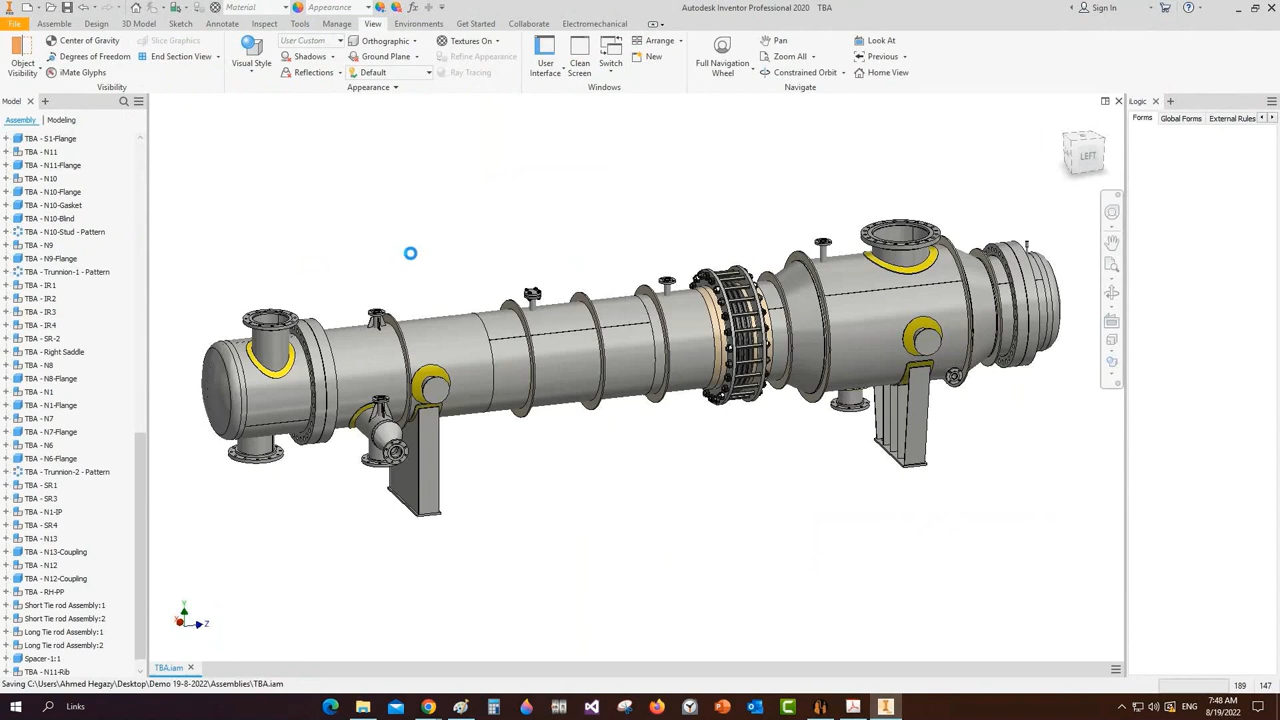 Material
Appearance
Autodesk Inventor Professional 2020 TBA
Sign In
File Assembly Design 3D Model Sketch Annotate Inspect Tools Manage View Environments Get Started Collaborate Electromechanical
Object
Visibility
Center of Gravity
Degrees of Freedom
iMate Glyphs
Slice Graphics
End Section View
Visibility
Visual Style
User Custom
Shadows
Reflections
Orthographic
Ground Plane
Default
Textures On
Refine Appearance
Ray Tracing
Appearance
User
Interface
Clean
Screen
Switch
Arrange
New
Windows
Full Navigation
Wheel
Pan
Zoom All
Constrained Orbit
Look At
Previous
Home View
Navigate
Model
Assembly Modeling
TBA - S1-Flange
TBA - N11
TBA - N11-Flange
TBA - N10
TBA - N10-Flange
TBA - N10-Gasket
TBA - N10-Blind
TBA - N10-Stud - Pattern
TBA - N9
TBA - N9-Flange
TBA - Trunnion-1 - Pattern
TBA - IR1
TBA - IR2
TBA - IR3
TBA - IR4
TBA - SR-2
TBA - Right Saddle
TBA - N8
TBA - N8-Flange
TBA - N1
TBA - N1-Flange
TBA - N7
TBA - N7-Flange
TBA - N6
TBA - N6-Flange
TBA - Trunnion-2 - Pattern
TBA - SR1
TBA - SR3
TBA - N1-IP
TBA - SR4
TBA - N13
TBA - N13-Coupling
TBA - N12
TBA - N12-Coupling
TBA - RH-PP
Short Tie rod Assembly:1
Short Tie rod Assembly:2
Long Tie rod Assembly:1
Long Tie rod Assembly:2
Spacer-1:1
TBA - N11-Rib
LEFT
Y
X
Z
iLogic
Forms Global Forms External Rules
TBA.iam
Saving C:\Users\Ahmed Hegazy\Desktop\Demo 19-8-2022\Assemblies\TBA.iam
189 147
Links
7:48 AM
8/19/2022